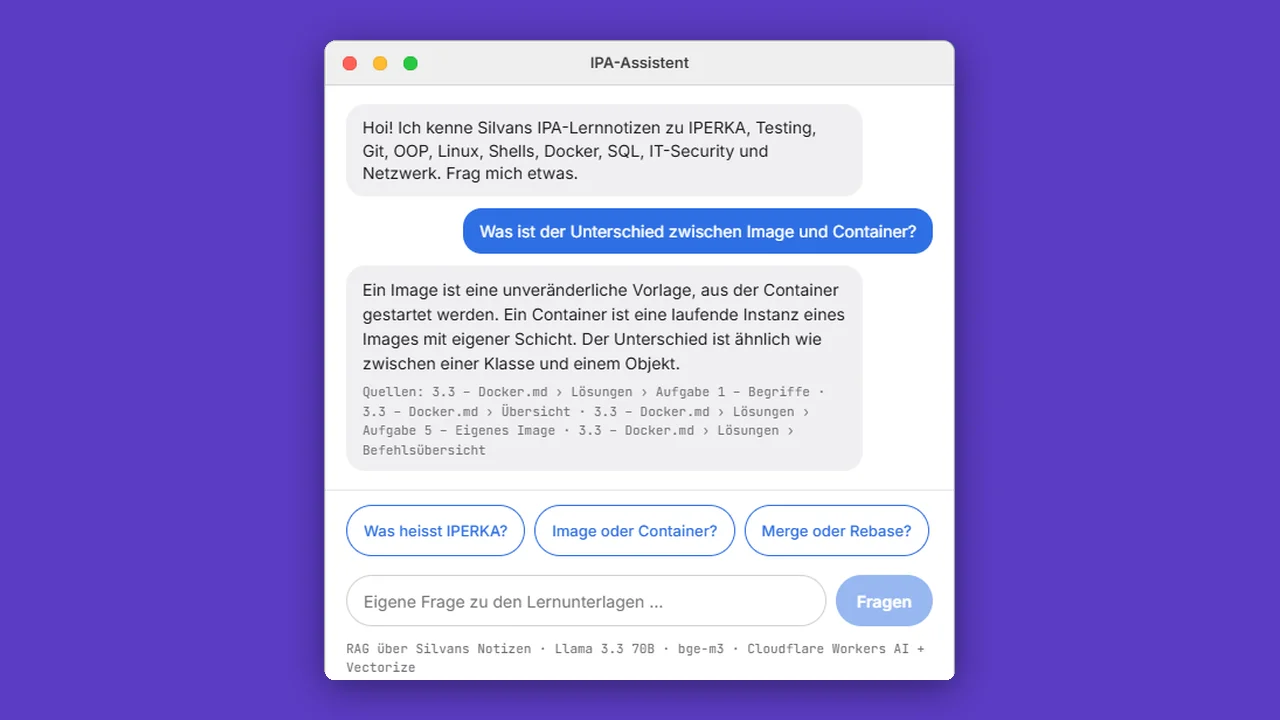 IPA-Assistent
Hoi! Ich kenne Silvans IPA-Lernnotizen zu IPERKA, Testing,
Git, OOP, Linux, Shells, Docker, SQL, IT-Security und
Netzwerk. Frag mich etwas.
Was ist der Unterschied zwischen Image und Container?
Ein Image ist eine unveränderliche Vorlage, aus der Container
gestartet werden. Ein Container ist eine laufende Instanz eines
Images mit eigener Schicht. Der Unterschied ist ähnlich wie
zwischen einer Klasse und einem Objekt.
Quellen: 3.3 – Docker.md › Lösungen › Aufgabe 1 – Begriffe ·
3.3 – Docker.md › Übersicht · 3.3 – Docker.md › Lösungen ›
Aufgabe 5 – Eigenes Image · 3.3 – Docker.md › Lösungen ›
Befehlsübersicht
Was heisst IPERKA?
Image oder Container?
Merge oder Rebase?
Eigene Frage zu den Lernunterlagen …
Fragen
RAG über Silvans Notizen · Llama 3.3 70B · bge-m3 · Cloudflare Workers AI +
Vectorize